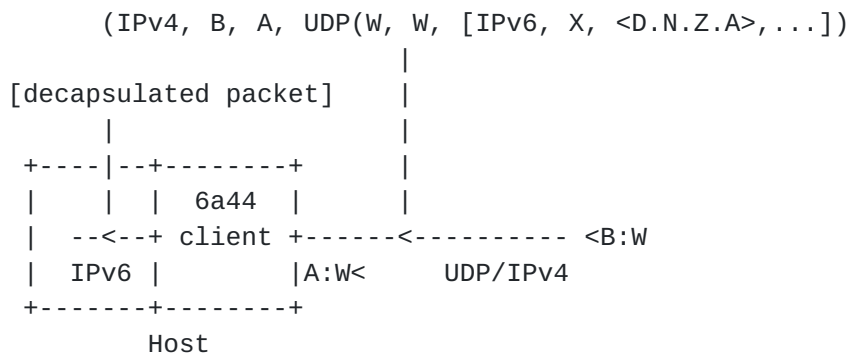 (IPv4, B, A, UDP(W, W, [IPv6, X, <D.N.Z.A>,...])
                         |
[decapsulated packet]    |
      |                  |
 +----|--+--------+      |
 |    |  |  6a44  |      |
 |  --<--+ client +------<---------- <B:W
 |  IPv6 |        |A:W<     UDP/IPv4
 +-------+--------+
         Host